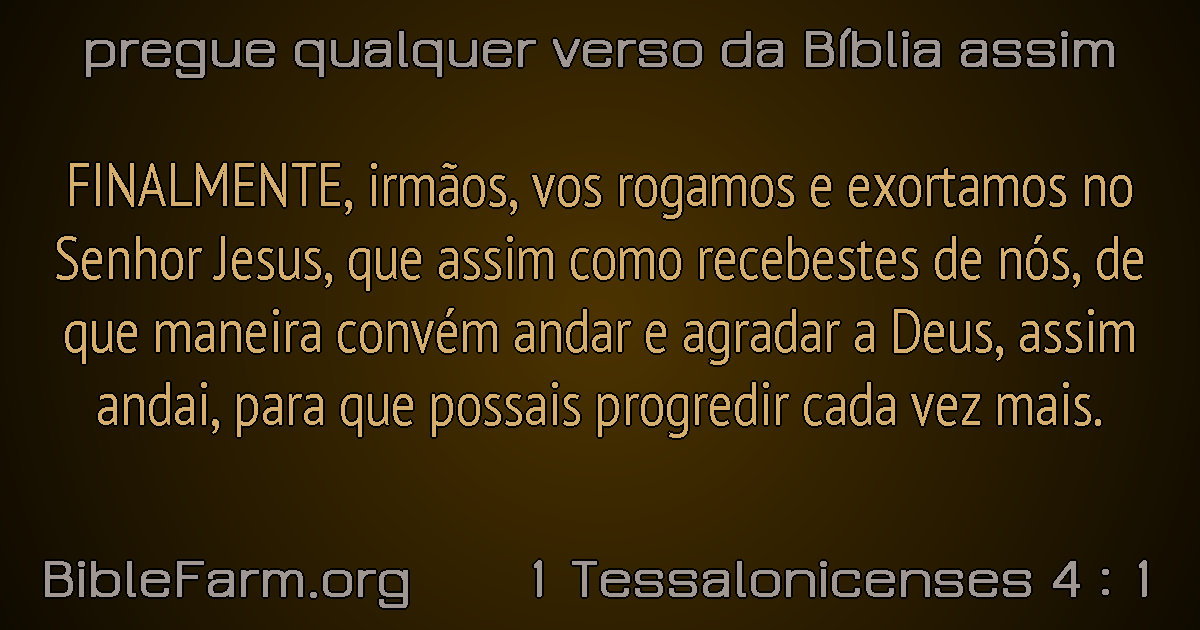 pregue qualquer verso da Bíblia assim
FINALMENTE, irmãos, vos rogamos e exortamos no
Senhor Jesus, que assim como recebestes de nós, de
que maneira convém andar e agradar a Deus, assim
andai, para que possais progredir cada vez mais.
BibleFarm.org 1 Tessalonicenses 4 : 1